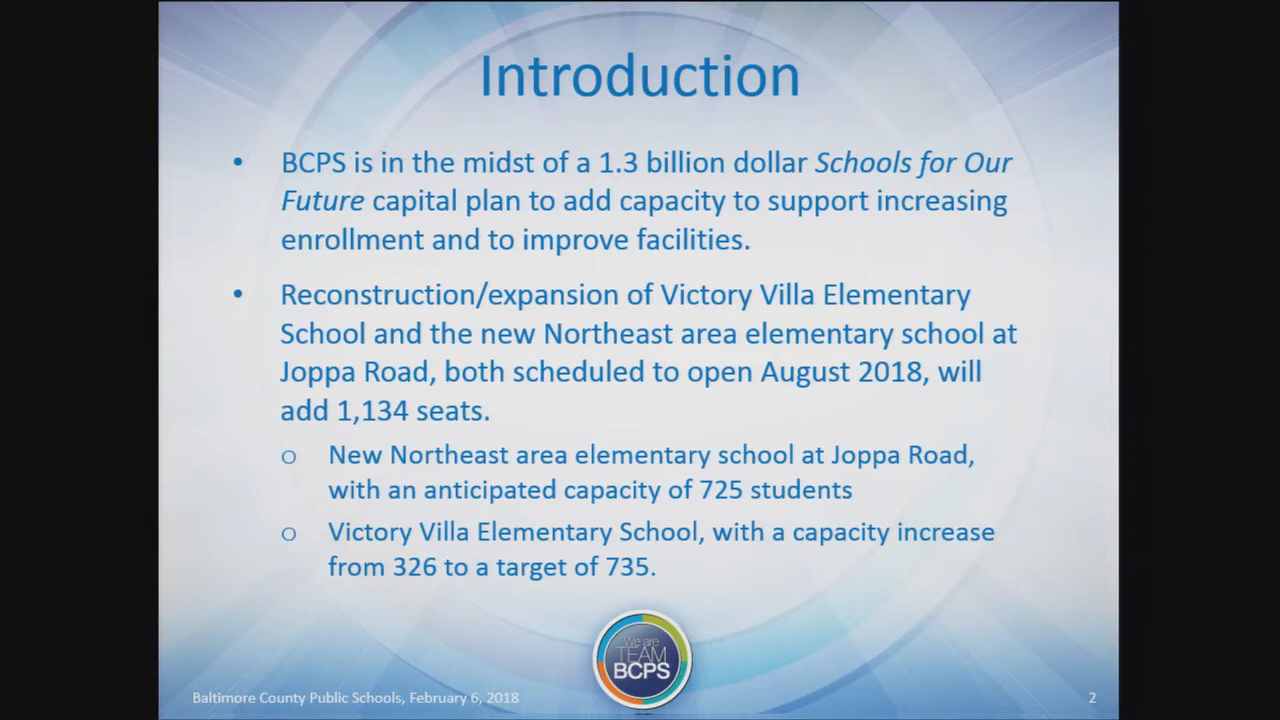 Introduction
• BCPS is in the midst of a 1.3 billion dollar Schools for Our
Future capital plan to add capacity to support increasing
enrollment and to improve facilities.
• Reconstruction/expansion of Victory Villa Elementary
School and the new Northeast area elementary school at
Joppa Road, both scheduled to open August 2018, will
add 1,134 seats.
o New Northeast area elementary school at Joppa Road,
with an anticipated capacity of 725 students
o Victory Villa Elementary School, with a capacity increase
from 326 to a target of 735.
We are
TEAM
BCPS
Baltimore County Public Schools, February 6, 2018
2